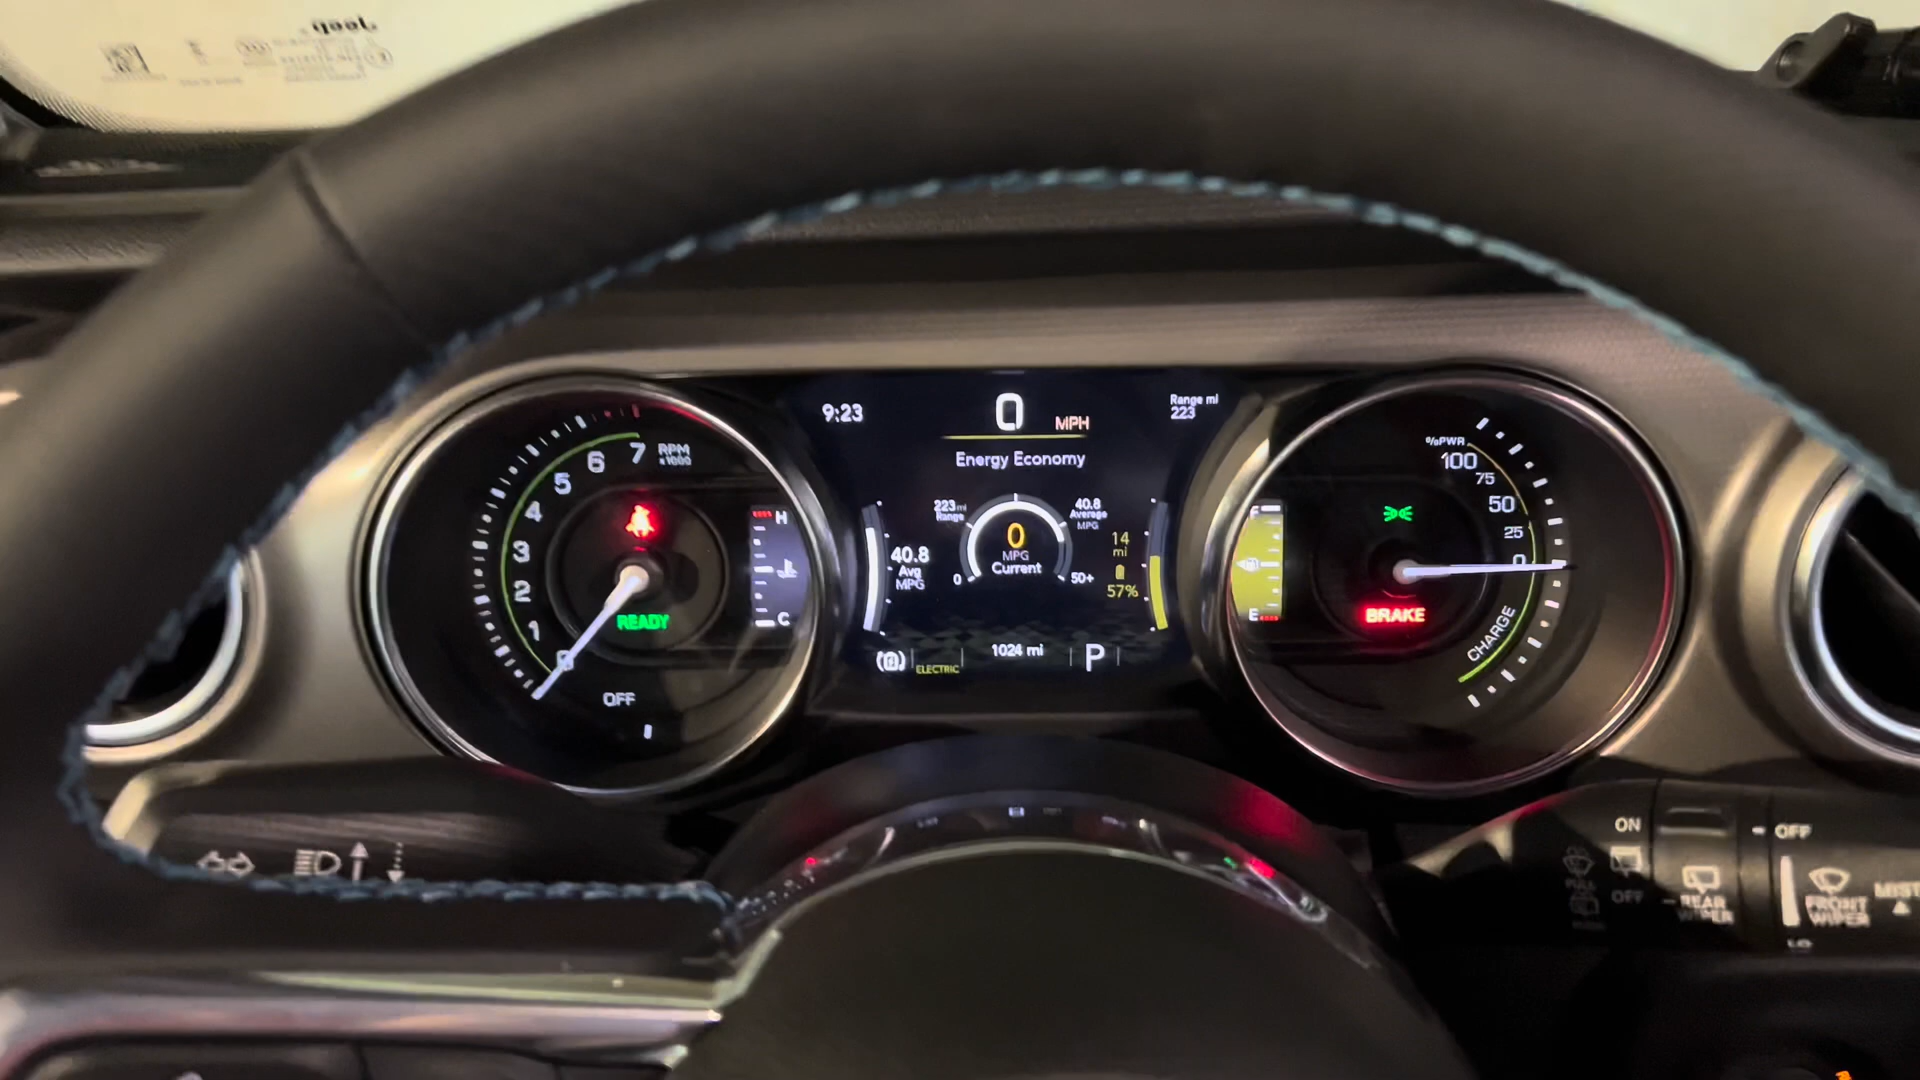 Jeep
9:23
0 MPH
Range mi
223
Energy Economy
223 mi
Range
40.8
Average
MPG
0
MPG
Current
0
50+
40.8
Avg
MPG
14
mi
57%
ELECTRIC
1024 mi
P
7
6
5
4
3
2
1
0
RPM
x1000
READY
OFF
H
C
F
E
%PWR
100
75
50
25
0
CHARGE
BRAKE
ON
OFF
OFF
REAR
WIPER
FRONT
WIPER
MIST
LO